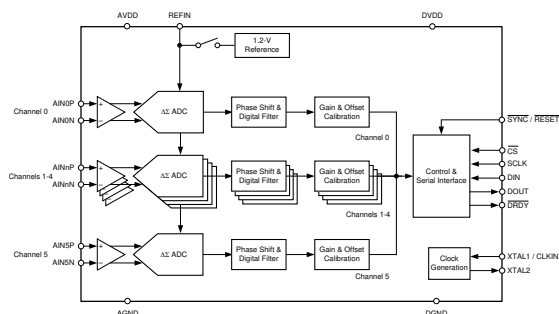 AVDD
REFIN
DVDD
1.2-V
Reference
AIN0P
Channel 0
AIN0N
+
−
ΔΣ ADC
Phase Shift &
Digital Filter
Gain & Offset
Calibration
Channel 0
SYNC / RESET
AINnP
Channels 1-4
AINnN
+
−
ΔΣ ADC
Phase Shift &
Digital Filter
Gain & Offset
Calibration
Channels 1-4
Control &
Serial Interface
CS
SCLK
DIN
DOUT
DRDY
AIN5P
Channel 5
AIN5N
+
−
ΔΣ ADC
Phase Shift &
Digital Filter
Gain & Offset
Calibration
Channel 5
Clock
Generation
XTAL1 / CLKIN
XTAL2
AGND
DGND